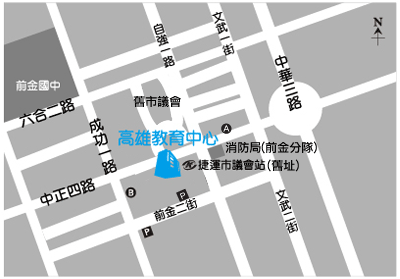 N
自強一路
文武一街
中華三路
前金國中
六合二路
舊市議會
成功一路
高雄教育中心
A
消防局(前金分隊)
捷運市議會站(舊址)
中正四路
B
P
前金二街
文武二街
P